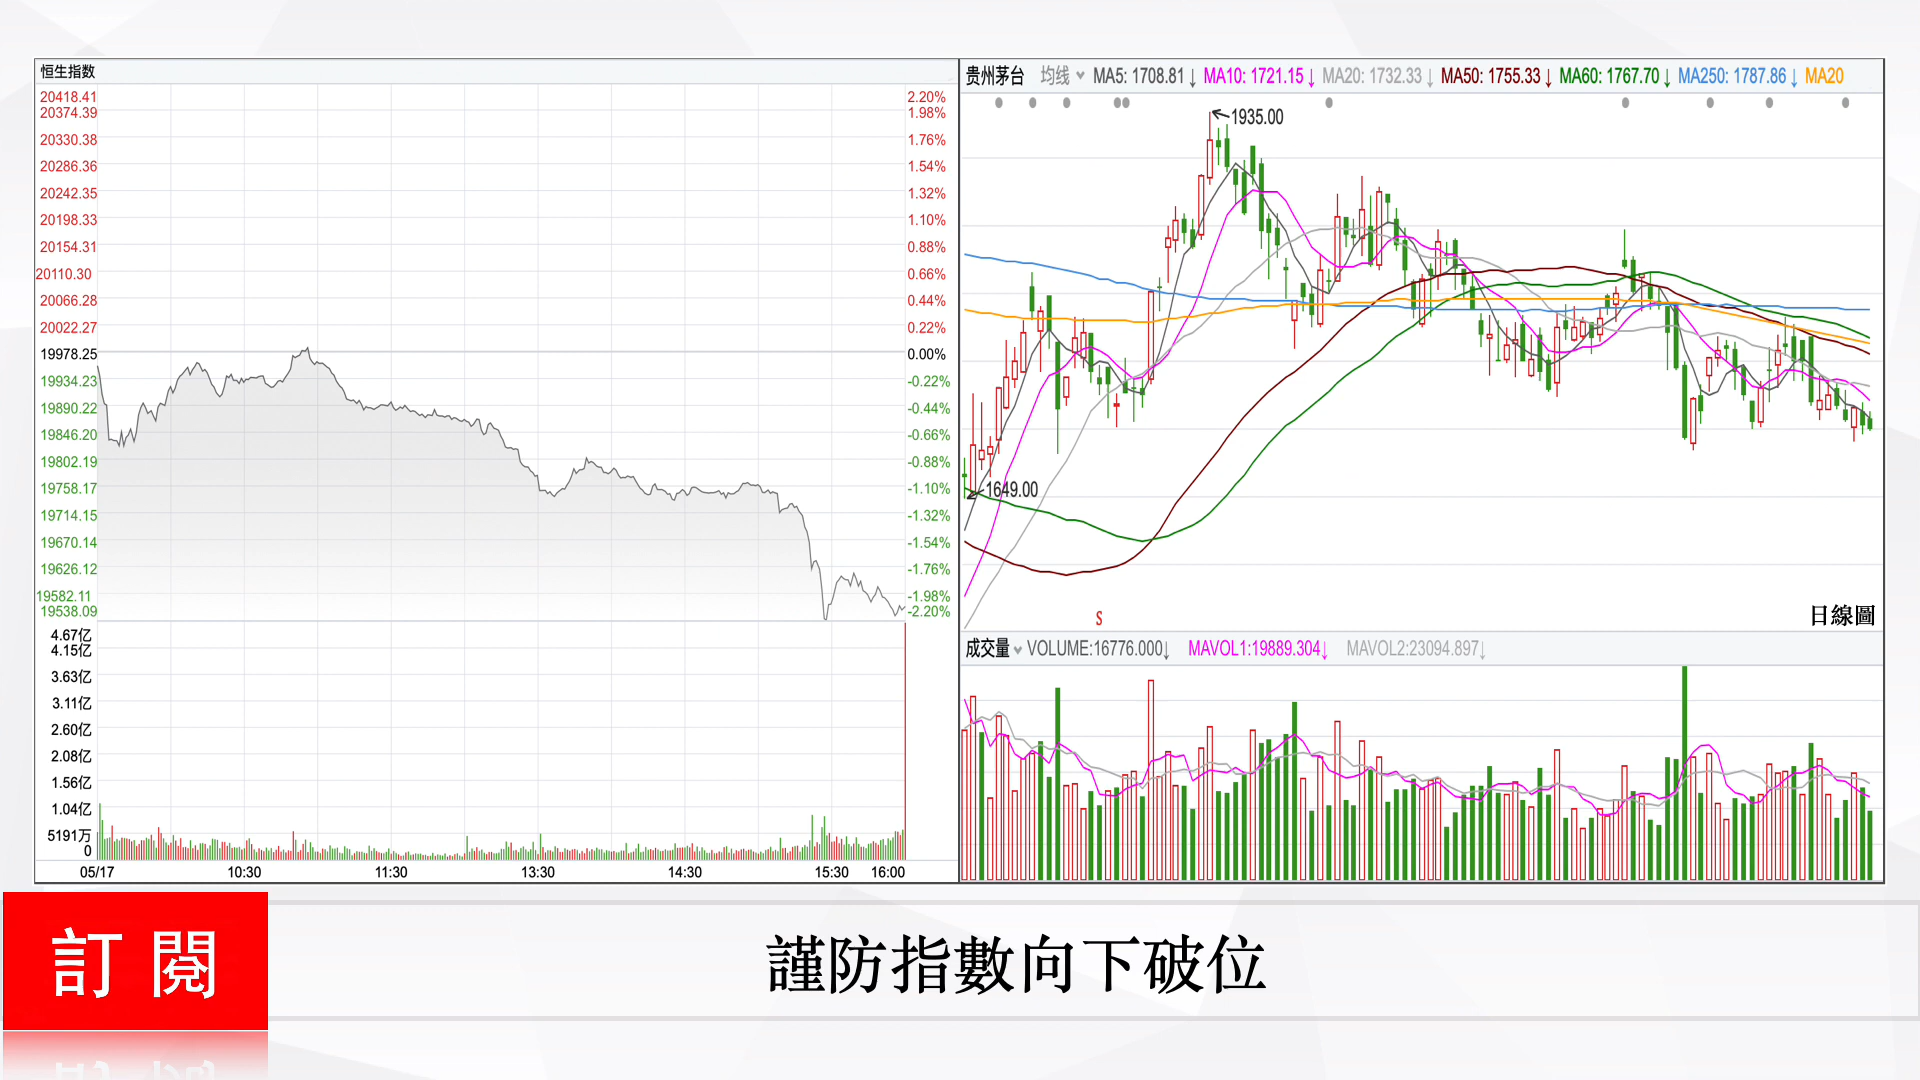 恒生指数
20418.41 2.20%
20374.39 1.98%
20330.38 1.76%
20286.36 1.54%
20242.35 1.32%
20198.33 1.10%
20154.31 0.88%
20110.30 0.66%
20066.28 0.44%
20022.27 0.22%
19978.25 0.00%
19934.23 -0.22%
19890.22 -0.44%
19846.20 -0.66%
19802.19 -0.88%
19758.17 -1.10%
19714.15 -1.32%
19670.14 -1.54%
19626.12 -1.76%
19582.11 -1.98%
19538.09 -2.20%
4.67亿
4.15亿
3.63亿
3.11亿
2.60亿
2.08亿
1.56亿
1.04亿
5191万
0
05/17 10:30 11:30 13:30 14:30 15:30 16:00
贵州茅台 均线 MA5: 1708.81↓ MA10: 1721.15↓ MA20: 1732.33↓ MA50: 1755.33↓ MA60: 1767.70↓ MA250: 1787.86↓ MA20
1935.00
1649.00
S
日線圖
成交量 VOLUME:16776.000↓ MAVOL1:19889.304↓ MAVOL2:23094.897↓
訂閱
謹防指數向下破位